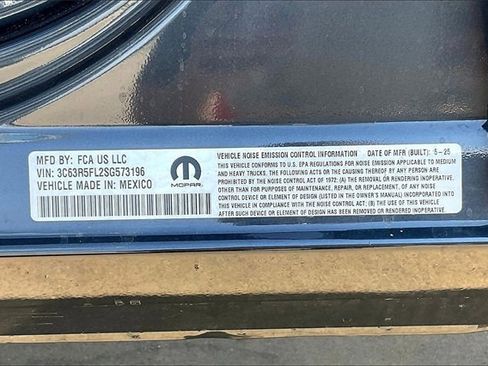 MFD BY: FCA US LLC
VIN: 3C63R5FL2SG573196
VEHICLE MADE IN: MEXICO
MOPAR
VEHICLE NOISE EMISSION CONTROL INFORMATION DATE OF MFR (BUILT): 5-25
THIS VEHICLE CONFORMS TO U.S. EPA REGULATIONS FOR NOISE EMISSION APPLICABLE TO MEDIUM
AND HEAVY TRUCKS. THE FOLLOWING ACTS OR THE CAUSING THEREOF BY ANY PERSON
ARE PROHIBITED BY THE NOISE CONTROL ACT OF 1972: (A) THE REMOVAL OR RENDERING INOPERATIVE,
OTHER THAN FOR PURPOSES OF MAINTENANCE, REPAIR, OR REPLACEMENT, OF ANY NOISE
CONTROL DEVICE OR ELEMENT OF DESIGN (LISTED IN THE OWNER'S MANUAL) INCORPORATED INTO
THIS VEHICLE IN COMPLIANCE WITH THE NOISE CONTROL ACT; (B) THE USE OF THIS VEHICLE
AFTER SUCH DEVICE OR ELEMENT OF DESIGN HAS BEEN REMOVED OR RENDERED INOPERATIVE.